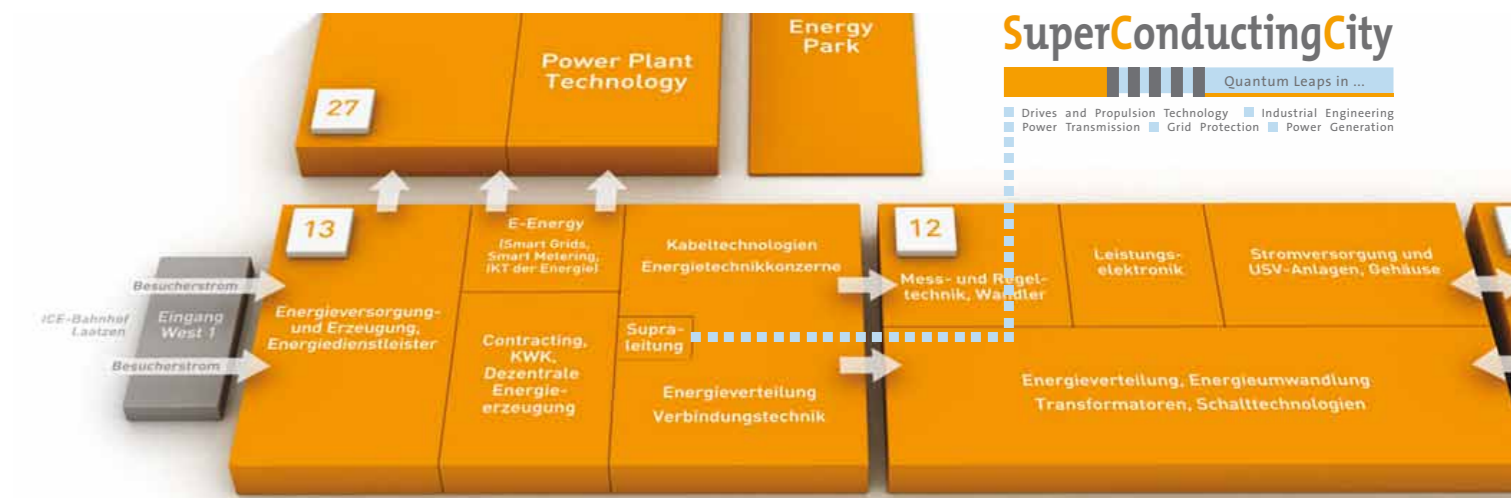 Energy
Park
SuperConductingCity
Quantum Leaps in ...
Drives and Propulsion Technology Industrial Engineering
Power Transmission Grid Protection Power Generation
Power Plant
Technology
27
13
E-Energy
(Smart Grids,
Smart Metering,
IKT der Energie)
Kabeltechnologien
Energietechnikkonzerne
12
Mess- und Regel-
technik, Wandler
Leistungs-
elektronik
Stromversorgung und
USV-Anlagen, Gehäuse
Besucherstrom
ICE-Bahnhof
Laatzen
Eingang
West 1
Besucherstrom
Energieversorgung-
und Erzeugung,
Energiedienstleister
Contracting,
KWK,
Dezentrale
Energie-
erzeugung
Supra-
leitung
Energieverteilung
Verbindungstechnik
Energieverteilung, Energieumwandlung
Transformatoren, Schalttechnologien